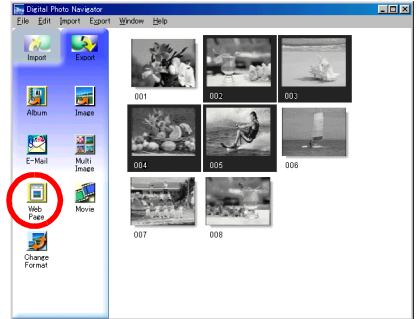 Digital Photo Navigator
File Edit Import Export Window Help
Import Export
Album Image
E-Mail Multi Image
Web Page Movie
Change Format
001 002 003
004 005 006
007 008